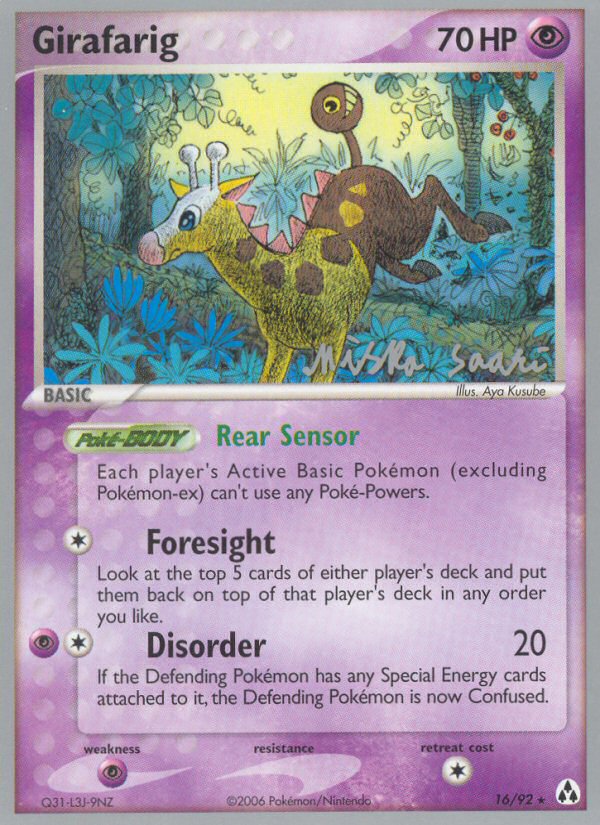 Girafarig 70 HP
Miska Saari
BASIC
Illus. Aya Kusube
Poké-BODY Rear Sensor
Each player's Active Basic Pokémon (excluding
Pokémon-ex) can't use any Poké-Powers.
Foresight
Look at the top 5 cards of either player's deck and put
them back on top of that player's deck in any order
you like.
Disorder 20
If the Defending Pokémon has any Special Energy cards
attached to it, the Defending Pokémon is now Confused.
weakness resistance retreat cost
Q31-L3J-9NZ ©2006 Pokémon/Nintendo 16/92 ★